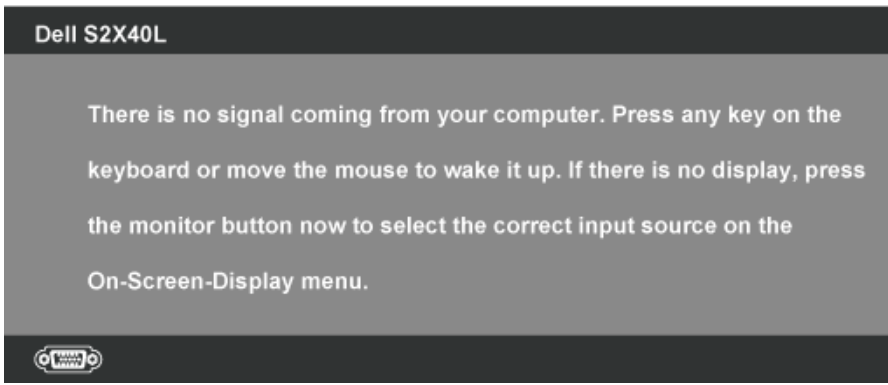 Dell S2X40L
There is no signal coming from your computer. Press any key on the
keyboard or move the mouse to wake it up. If there is no display, press
the monitor button now to select the correct input source on the
On-Screen-Display menu.